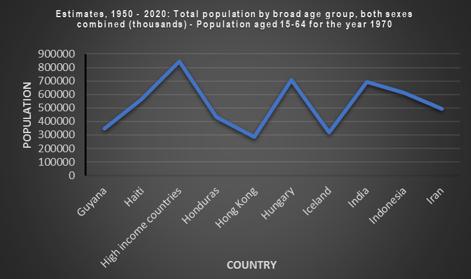 Estimates, 1950 - 2020: Total population by broad age group, both sexes
combined (thousands) - Population aged 15-64 for the year 1970
900000
800000
700000
600000
500000
400000
300000
200000
100000
0
POPULATION
Guyana
Haiti
High income countries
Honduras
Hong Kong
Hungary
Iceland
India
Indonesia
Iran
COUNTRY